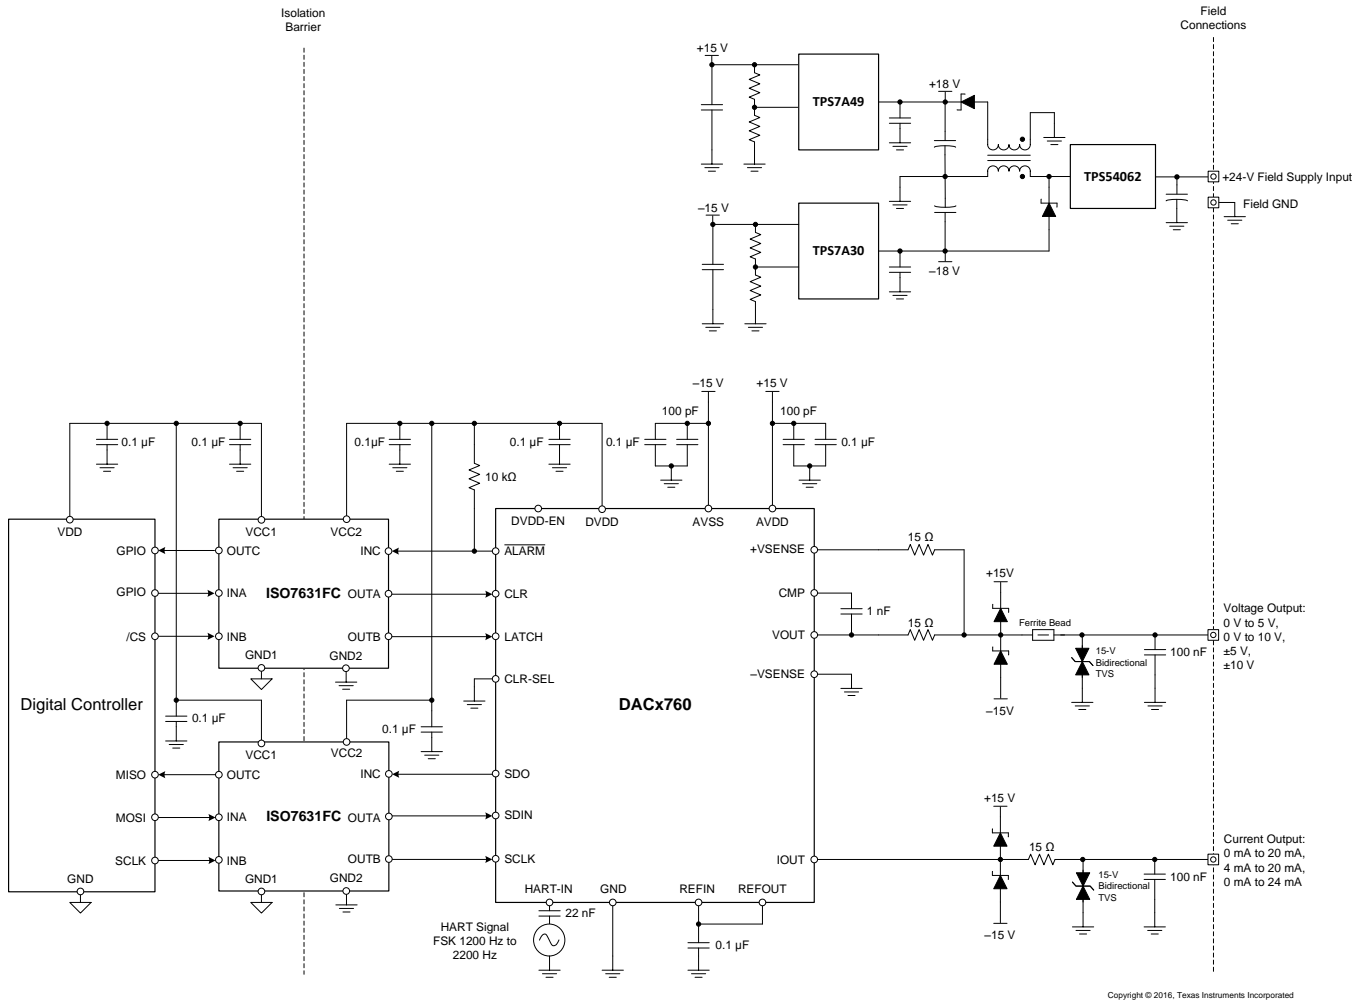 Isolation
Barrier
Field
Connections
+15 V
TPS7A49
+18 V
TPS54062
+24-V Field Supply Input
Field GND
–15 V
TPS7A30
–18 V
–15 V
+15 V
100 pF
100 pF
0.1 µF
0.1 µF
0.1µF
0.1 µF
0.1 µF
0.1 µF
10 kΩ
VDD
VCC1
VCC2
DVDD-EN
DVDD
AVSS
AVDD
GPIO
OUTC
INC
ALARM
+VSENSE
15 Ω
GPIO
INA
ISO7631FC
OUTA
CLR
CMP
1 nF
+15V
/CS
INB
OUTB
LATCH
VOUT
15 Ω
Ferrite Bead
Voltage Output:
0 V to 5 V,
0 V to 10 V,
±5 V,
±10 V
GND1
GND2
CLR-SEL
–VSENSE
15-V
Bidirectional
TVS
100 nF
–15V
Digital Controller
DACx760
0.1 µF
0.1 µF
VCC1
VCC2
MISO
OUTC
INC
SDO
MOSI
INA
ISO7631FC
OUTA
SDIN
+15 V
SCLK
INB
OUTB
SCLK
IOUT
15 Ω
Current Output:
0 mA to 20 mA,
4 mA to 20 mA,
0 mA to 24 mA
GND
GND1
GND2
HART-IN
GND
REFIN
REFOUT
15-V
Bidirectional
TVS
100 nF
–15 V
22 nF
HART Signal
FSK 1200 Hz to
2200 Hz
0.1 µF
Copyright © 2016, Texas Instruments Incorporated